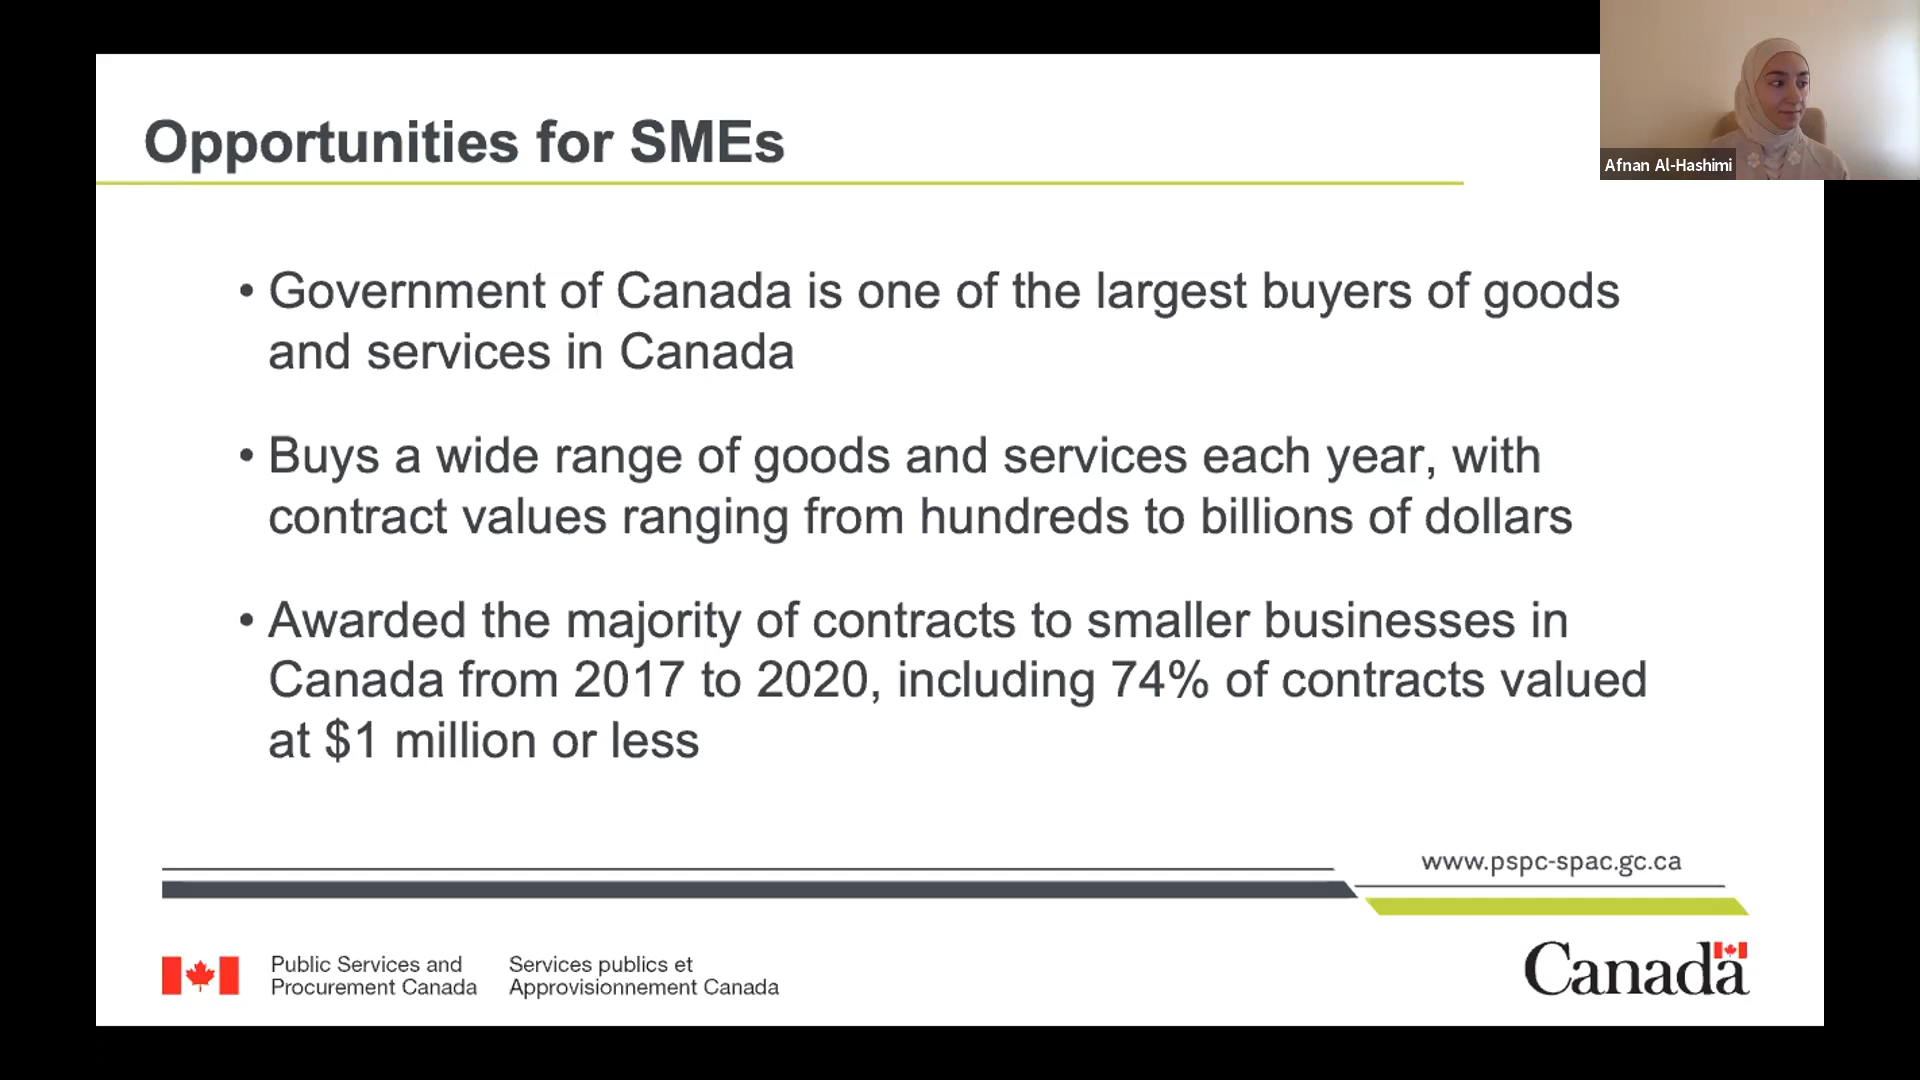 Opportunities for SMEs
Afnan Al-Hashimi
• Government of Canada is one of the largest buyers of goods
and services in Canada
• Buys a wide range of goods and services each year, with
contract values ranging from hundreds to billions of dollars
• Awarded the majority of contracts to smaller businesses in
Canada from 2017 to 2020, including 74% of contracts valued
at $1 million or less
www.pspc-spac.gc.ca
Public Services and
Procurement Canada
Services publics et
Approvisionnement Canada
Canada